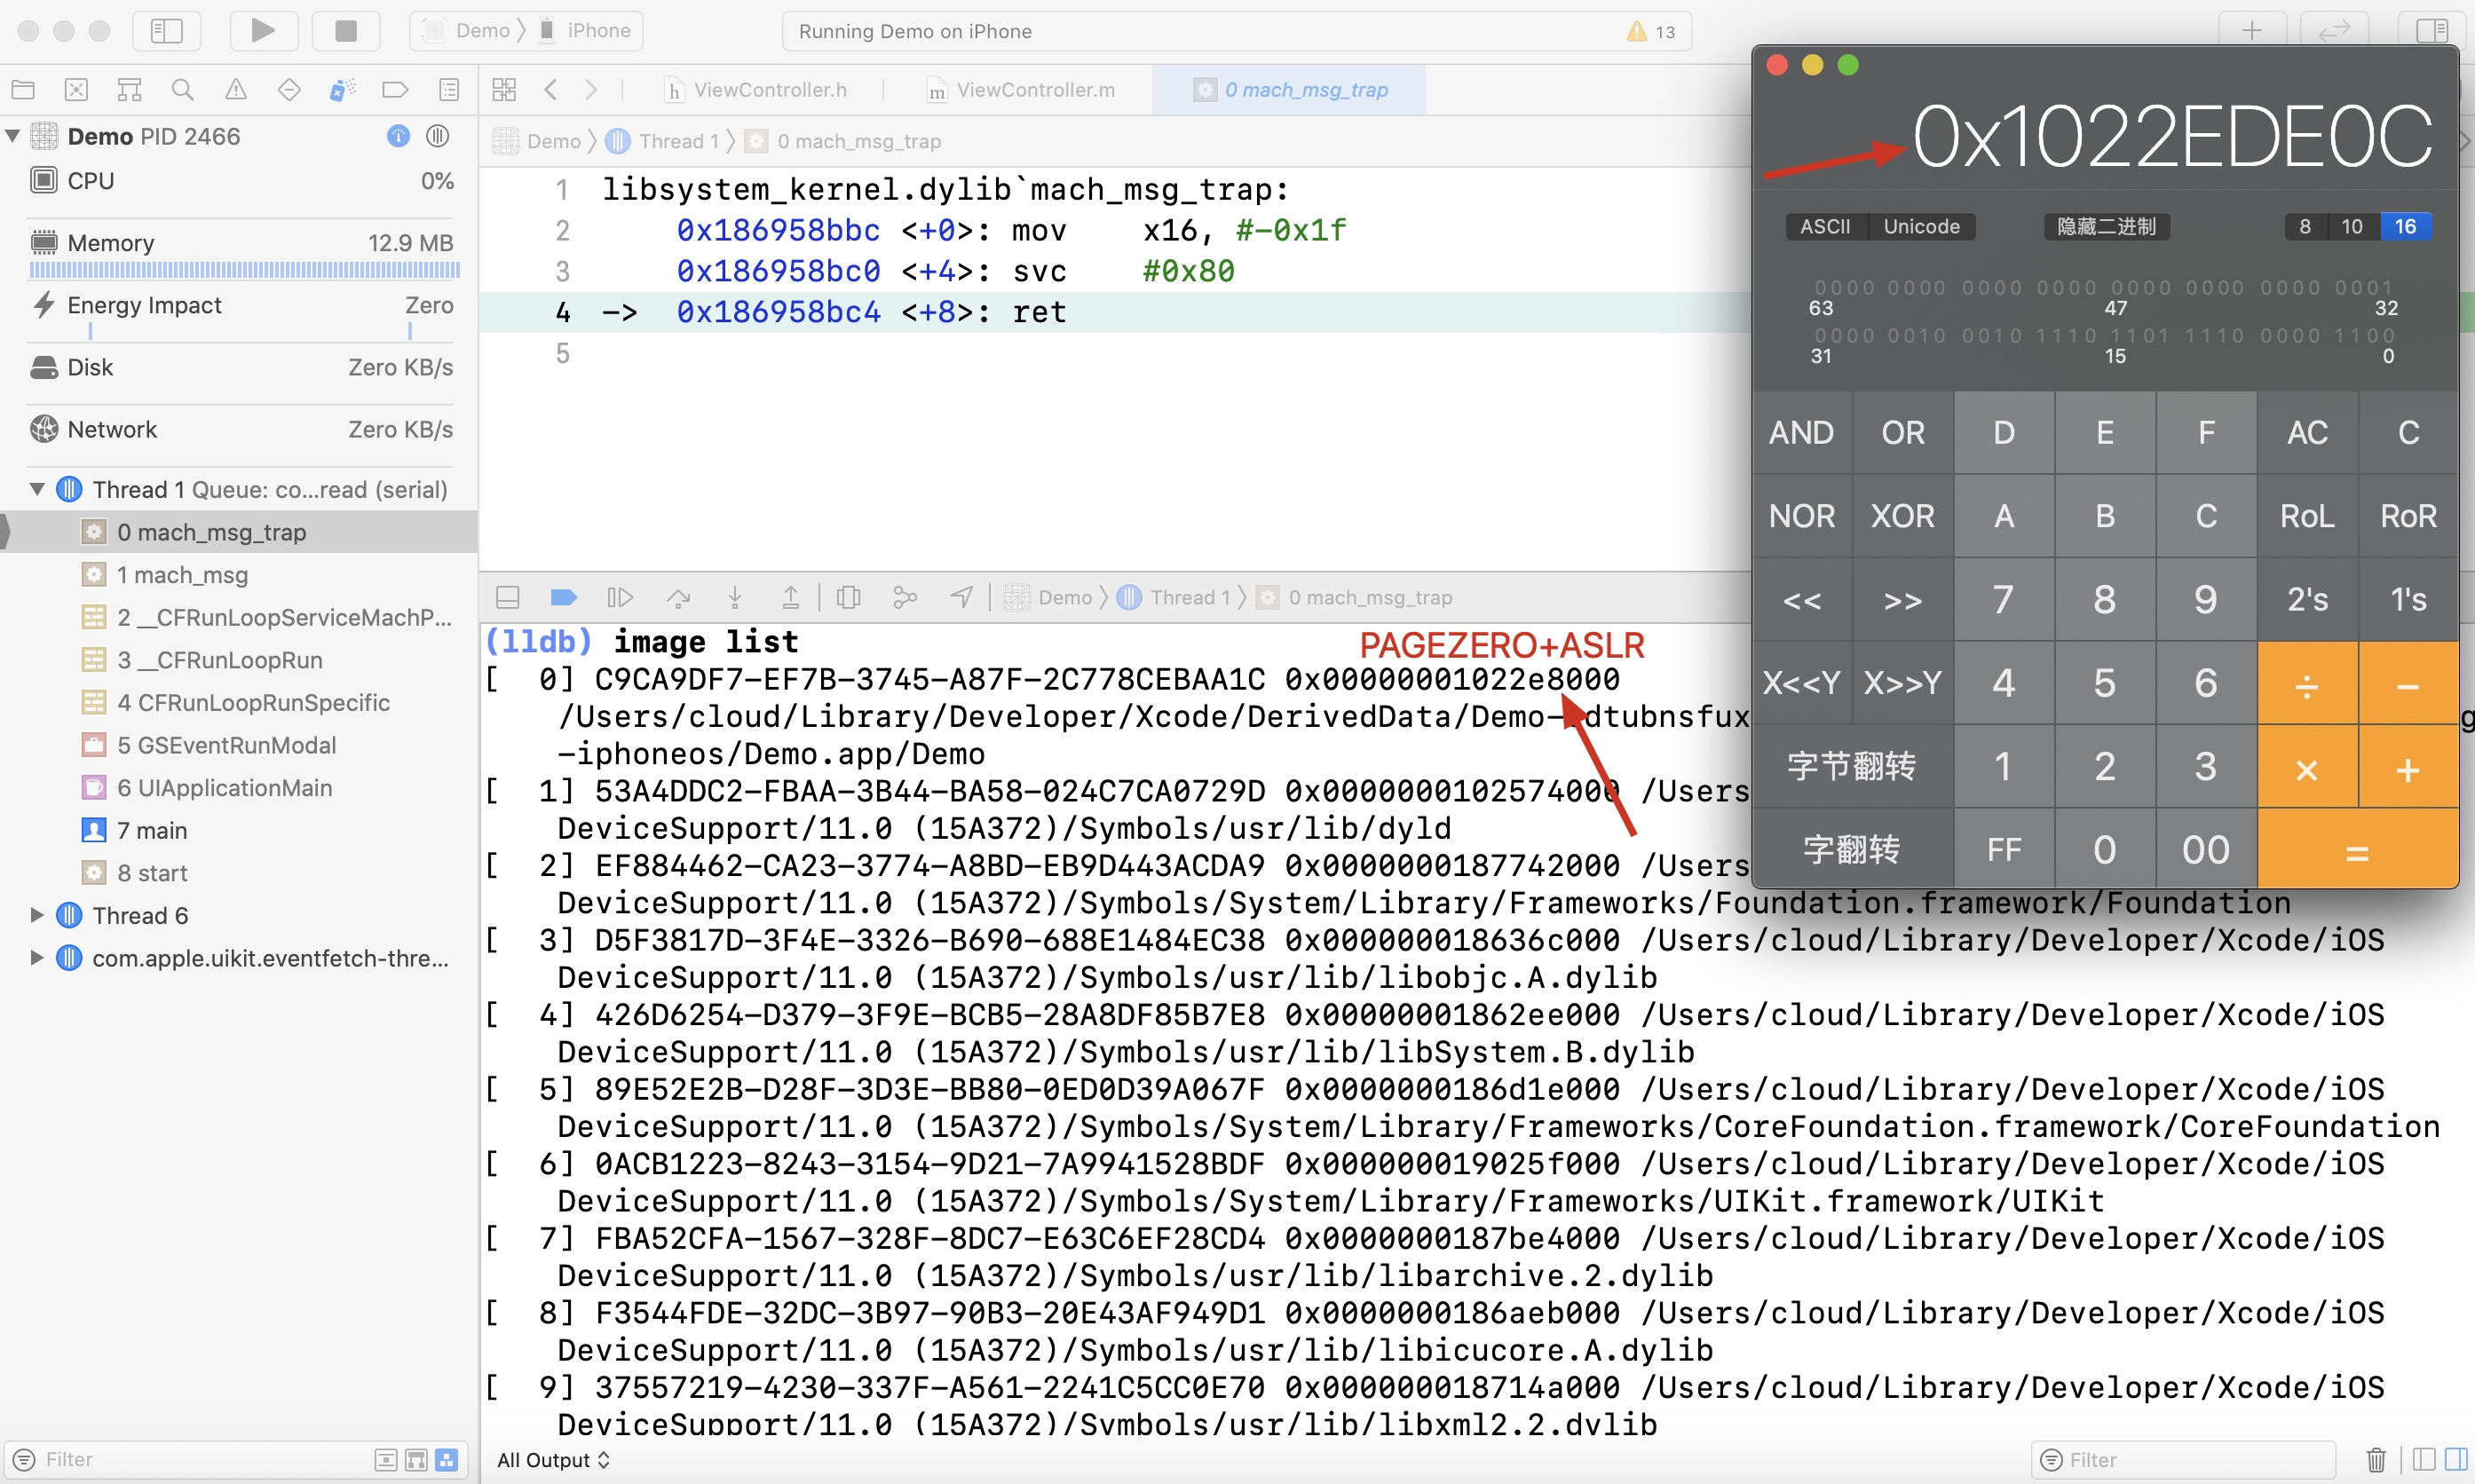 Demo
iPhone
Running Demo on iPhone
13
ViewController.h
ViewController.m
0 mach_msg_trap
Demo PID 2466
CPU 0%
Memory 12.9 MB
Energy Impact Zero
Disk Zero KB/s
Network Zero KB/s
Thread 1 Queue: co...read (serial)
0 mach_msg_trap
1 mach_msg
2 __CFRunLoopServiceMachP...
3 __CFRunLoopRun
4 CFRunLoopRunSpecific
5 GSEventRunModal
6 UIApplicationMain
7 main
8 start
Thread 6
com.apple.uikit.eventfetch-thre...
Filter
Demo Thread 1 0 mach_msg_trap
1 libsystem_kernel.dylib`mach_msg_trap:
2 0x186958bbc <+0>: mov x16, #-0x1f
3 0x186958bc0 <+4>: svc #0x80
4 -> 0x186958bc4 <+8>: ret
5
Demo Thread 1 0 mach_msg_trap
(lldb) image list
PAGEZERO+ASLR
[ 0] C9CA9DF7-EF7B-3745-A87F-2C778CEBAA1C 0x00000001022e8000
/Users/cloud/Library/Developer/Xcode/DerivedData/Demo-
-iphoneos/Demo.app/Demo
[ 1] 53A4DDC2-FBAA-3B44-BA58-024C7CA0729D 0x0000000102574000 /Users
DeviceSupport/11.0 (15A372)/Symbols/usr/lib/dyld
[ 2] EF884462-CA23-3774-A8BD-EB9D443ACDA9 0x0000000187742000 /Users
DeviceSupport/11.0 (15A372)/Symbols/System/Library/Frameworks/Foundation.framework/Foundation
[ 3] D5F3817D-3F4E-3326-B690-688E1484EC38 0x000000018636c000 /Users/cloud/Library/Developer/Xcode/iOS
DeviceSupport/11.0 (15A372)/Symbols/usr/lib/libobjc.A.dylib
[ 4] 426D6254-D379-3F9E-BCB5-28A8DF85B7E8 0x00000001862ee000 /Users/cloud/Library/Developer/Xcode/iOS
DeviceSupport/11.0 (15A372)/Symbols/usr/lib/libSystem.B.dylib
[ 5] 89E52E2B-D28F-3D3E-BB80-0ED0D39A067F 0x0000000186d1e000 /Users/cloud/Library/Developer/Xcode/iOS
DeviceSupport/11.0 (15A372)/Symbols/System/Library/Frameworks/CoreFoundation.framework/CoreFoundation
[ 6] 0ACB1223-8243-3154-9D21-7A9941528BDF 0x000000019025f000 /Users/cloud/Library/Developer/Xcode/iOS
DeviceSupport/11.0 (15A372)/Symbols/System/Library/Frameworks/UIKit.framework/UIKit
[ 7] FBA52CFA-1567-328F-8DC7-E63C6EF28CD4 0x0000000187be4000 /Users/cloud/Library/Developer/Xcode/iOS
DeviceSupport/11.0 (15A372)/Symbols/usr/lib/libarchive.2.dylib
[ 8] F3544FDE-32DC-3B97-90B3-20E43AF949D1 0x0000000186aeb000 /Users/cloud/Library/Developer/Xcode/iOS
DeviceSupport/11.0 (15A372)/Symbols/usr/lib/libicucore.A.dylib
[ 9] 37557219-4230-337F-A561-2241C5CC0E70 0x000000018714a000 /Users/cloud/Library/Developer/Xcode/iOS
DeviceSupport/11.0 (15A372)/Symbols/usr/lib/libxml2.2.dylib
All Output
Filter
0x1022EDE0C
ASCII Unicode 隐藏二进制 8 10 16
0000 0000 0000 0000 0000 0000 0000 0001
63 47 32
0000 0010 0010 1110 1101 1110 0000 1100
31 15 0
AND OR D E F AC C
NOR XOR A B C RoL RoR
<< >> 7 8 9 2's 1's
X<<Y X>>Y 4 5 6 ÷ −
字节翻转 1 2 3 × +
字翻转 FF 0 00 =